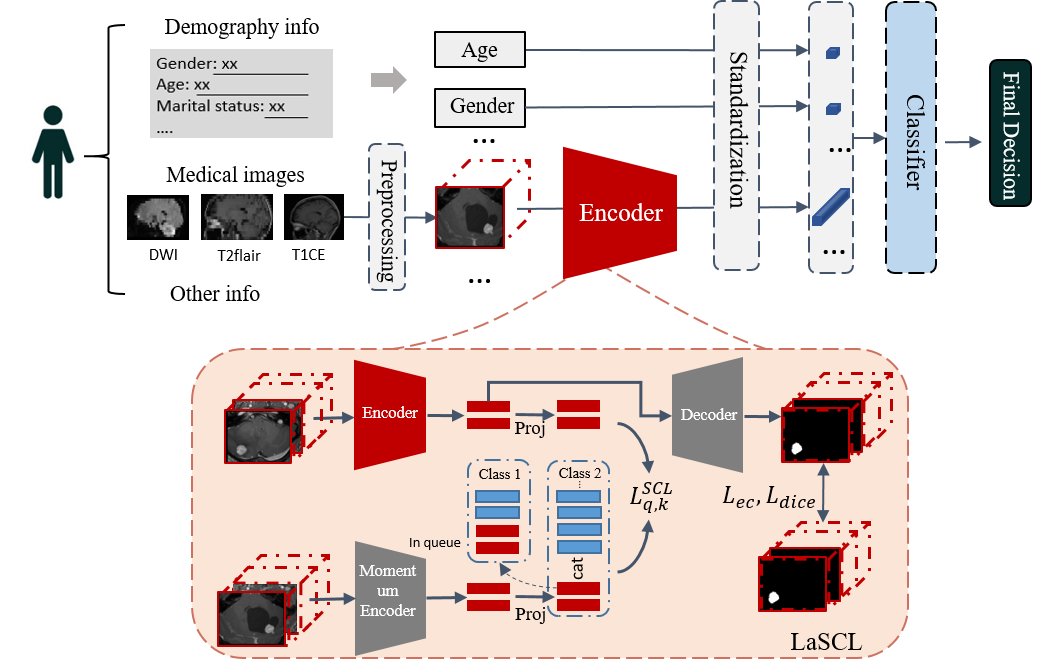 Demography info
Gender: xx
Age: xx
Marital status: xx
....
Medical images
DWI
T2flair
T1CE
Other info
Preprocessing
Age
Gender
...
...
Encoder
Standardization
...
...
Classifier
Final Decision
Encoder
Proj
Decoder
Class 1
Class 2
...
In queue
cat
L_{q,k}^{SCL}
L_{ec}, L_{dice}
Moment
um
Encoder
Proj
LaSCL